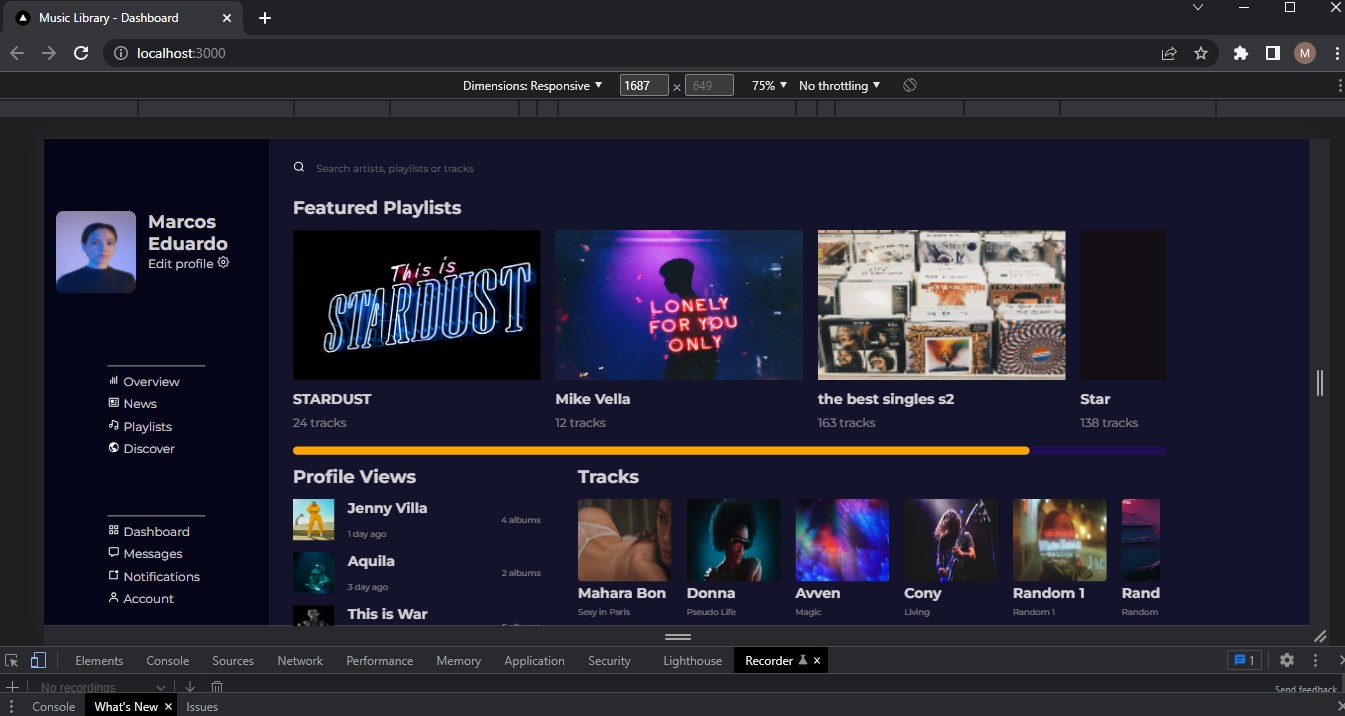 Music Library - Dashboard
localhost:3000
M
Dimensions: Responsive 1687 × 649 75% No throttling
Search artists, playlists or tracks
Featured Playlists
Marcos
Eduardo
Edit profile
This is
STARDUST
LONELY
FOR YOU
ONLY
STARDUST
Mike Vella
the best singles s2
Star
24 tracks
12 tracks
163 tracks
138 tracks
Overview
News
Playlists
Discover
Dashboard
Messages
Notifications
Account
Profile Views
Jenny Villa
1 day ago
4 albums
Aquila
3 day ago
2 albums
This is War
Tracks
Mahara Bon
Sexy in Paris
Donna
Pseudo Life
Avven
Magic
Cony
Living
Random 1
Random 1
Rand
Random
Elements Console Sources Network Performance Memory Application Security Lighthouse Recorder 1
No recordings
Send feedback
Console What's New Issues